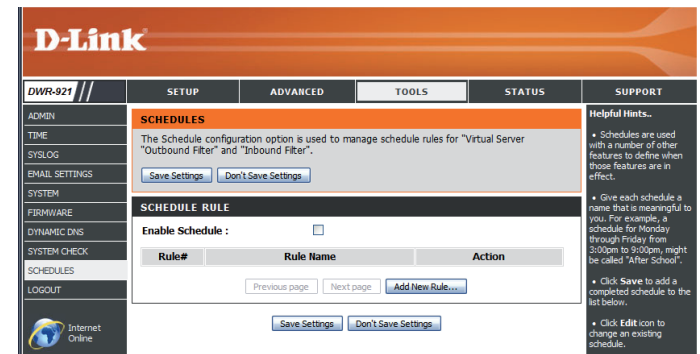 D-Link
DWR-921
SETUP
ADVANCED
TOOLS
STATUS
SUPPORT
ADMIN
TIME
SYSLOG
EMAIL SETTINGS
SYSTEM
FIRMWARE
DYNAMIC DNS
SYSTEM CHECK
SCHEDULES
LOGOUT
Internet
Online
SCHEDULES
The Schedule configuration option is used to manage schedule rules for "Virtual Server
"Outbound Filter" and "Inbound Filter".
Save Settings
Don't Save Settings
SCHEDULE RULE
Enable Schedule :
Rule#
Rule Name
Action
Previous page
Next page
Add New Rule...
Save Settings
Don't Save Settings
Helpful Hints..
• Schedules are used
with a number of other
features to define when
those features are in
effect.
• Give each schedule a
name that is meaningful to
you. For example, a
schedule for Monday
through Friday from
3:00pm to 9:00pm, might
be called "After School".
• Click Save to add a
completed schedule to the
list below.
• Click Edit icon to
change an existing
schedule.